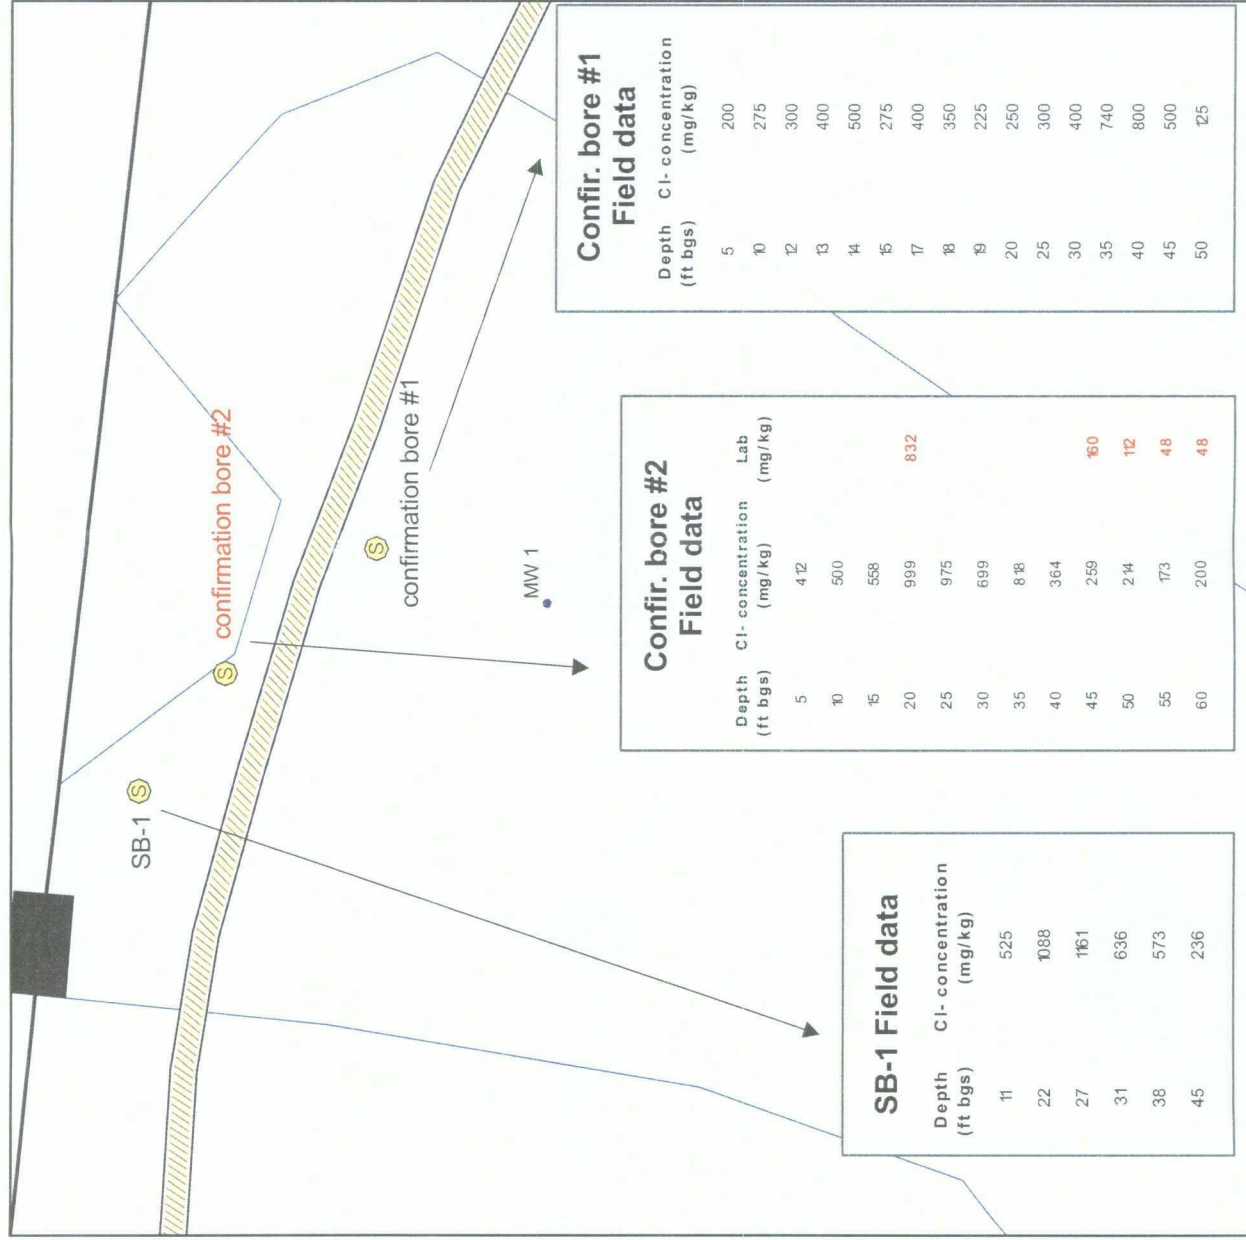 SB-1
confirmation bore #2
confirmation bore #1
MW 1
S
S
S
SB-1 Field data
Depth Cl- concentration
(ft bgs) (mg/kg)
11 525
22 1088
27 1161
31 636
38 573
45 236
Confir. bore #2
Field data
Depth Cl- concentration Lab
(ft bgs) (mg/kg) (mg/kg)
5 412
10 500
15 558
20 999 832
25 975
30 699
35 818
40 364
45 259 160
50 214 112
55 173 48
60 200 48
Confir. bore #1
Field data
Depth Cl- concentration
(ft bgs) (mg/kg)
5 200
10 275
12 300
13 400
14 500
15 275
17 400
18 350
19 225
20 250
25 300
30 400
35 740
40 800
45 500
50 125